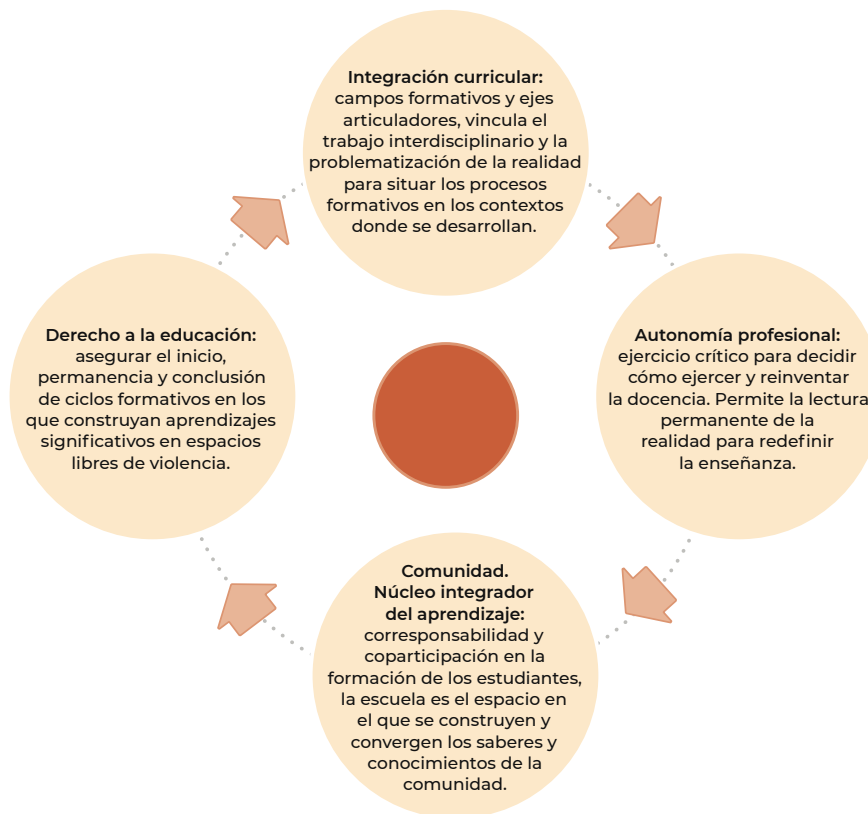 Integración curricular:
campos formativos y ejes
articuladores, vincula el
trabajo interdisciplinario y la
problematización de la realidad
para situar los procesos
formativos en los contextos
donde se desarrollan.
Derecho a la educación:
asegurar el inicio,
permanencia y conclusión
de ciclos formativos en los
que construyan aprendizajes
significativos en espacios
libres de violencia.
Autonomía profesional:
ejercicio crítico para decidir
cómo ejercer y reinventar
la docencia. Permite la lectura
permanente de la
realidad para redefinir
la enseñanza.
Comunidad.
Núcleo integrador
del aprendizaje:
corresponsabilidad y
coparticipación en la
formación de los estudiantes,
la escuela es el espacio en
el que se construyen y
convergen los saberes y
conocimientos de la
comunidad.